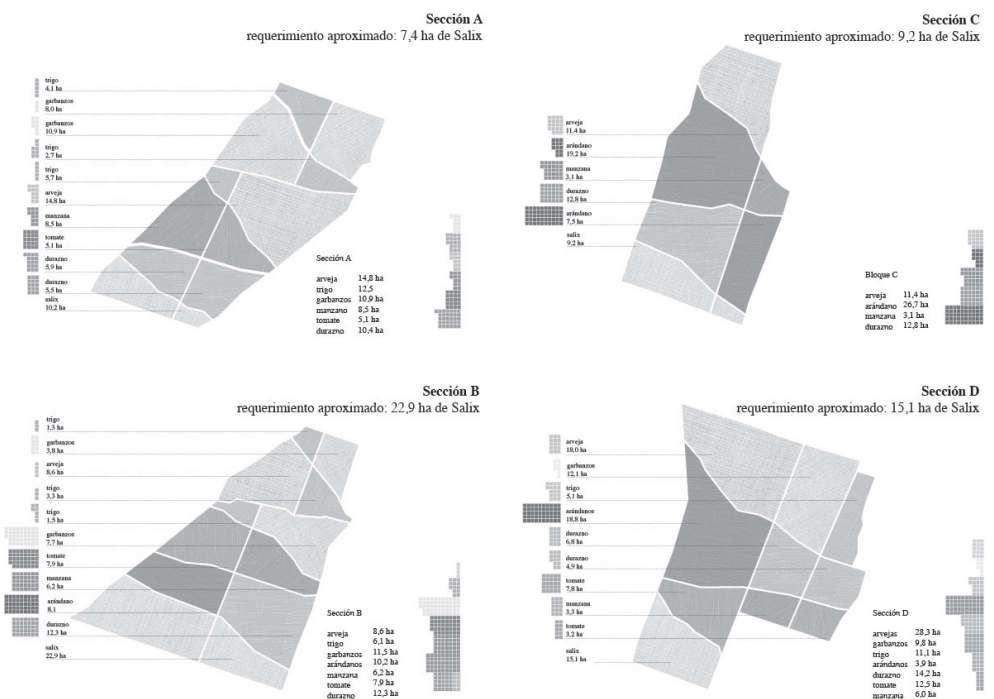 Sección A
requerimiento aproximado: 7,4 ha de Salix
trigo
4,1 ha
garbanzos
8,0 ha
garbanzos
10,9 ha
trigo
2,7 ha
trigo
5,7 ha
arveja
14,8 ha
manzana
8,5 ha
tomate
5,1 ha
durazno
5,9 ha
durazno
5,5 ha
salix
10,2 ha
Sección A
arveja 14,8 ha
trigo 12,5
garbanzos 10,9 ha
manzano 8,5 ha
tomate 5,1 ha
durazno 10,4 ha
Sección C
requerimiento aproximado: 9,2 ha de Salix
arveja
11,4 ha
arándano
19,2 ha
manzana
3,1 ha
durazno
12,8 ha
arándano
7,5 ha
salix
9,2 ha
Bloque C
arveja 11,4 ha
arándano 26,7 ha
manzana 3,1 ha
durazno 12,8 ha
Sección B
requerimiento aproximado: 22,9 ha de Salix
trigo
1,3 ha
garbanzos
3,8 ha
arveja
8,6 ha
trigo
3,3 ha
trigo
1,5 ha
garbanzos
7,7 ha
tomate
7,9 ha
manzana
6,2 ha
arándano
8,1
durazno
12,3 ha
salix
22,9 ha
Sección B
arveja 8,6 ha
trigo 6,1 ha
garbanzos 11,5 ha
arándanos 10,2 ha
manzana 6,2 ha
tomate 7,9 ha
durazno 12,3 ha
Sección D
requerimiento aproximado: 15,1 ha de Salix
arveja
18,0 ha
garbanzos
12,1 ha
trigo
5,1 ha
arándanos
18,8 ha
durazno
6,8 ha
durazno
4,9 ha
tomate
7,8 ha
manzana
3,3 ha
tomate
3,2 ha
salix
15,1 ha
Sección D
arvejas 28,3 ha
garbanzos 9,8 ha
trigo 11,1 ha
arándanos 3,9 ha
durazno 14,2 ha
tomate 12,5 ha
manzana 6,0 ha